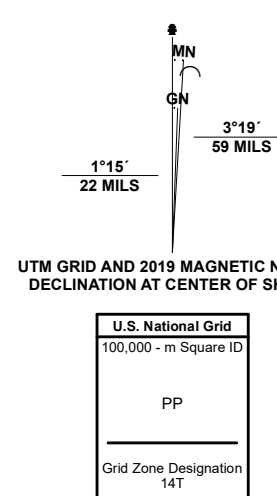 MN
GN
3°19´
59 MILS
1°15´
22 MILS
UTM GRID AND 2019 MAGNETIC N
DECLINATION AT CENTER OF SH
U.S. National Grid
100,000 - m Square ID
PP
Grid Zone Designation
14T